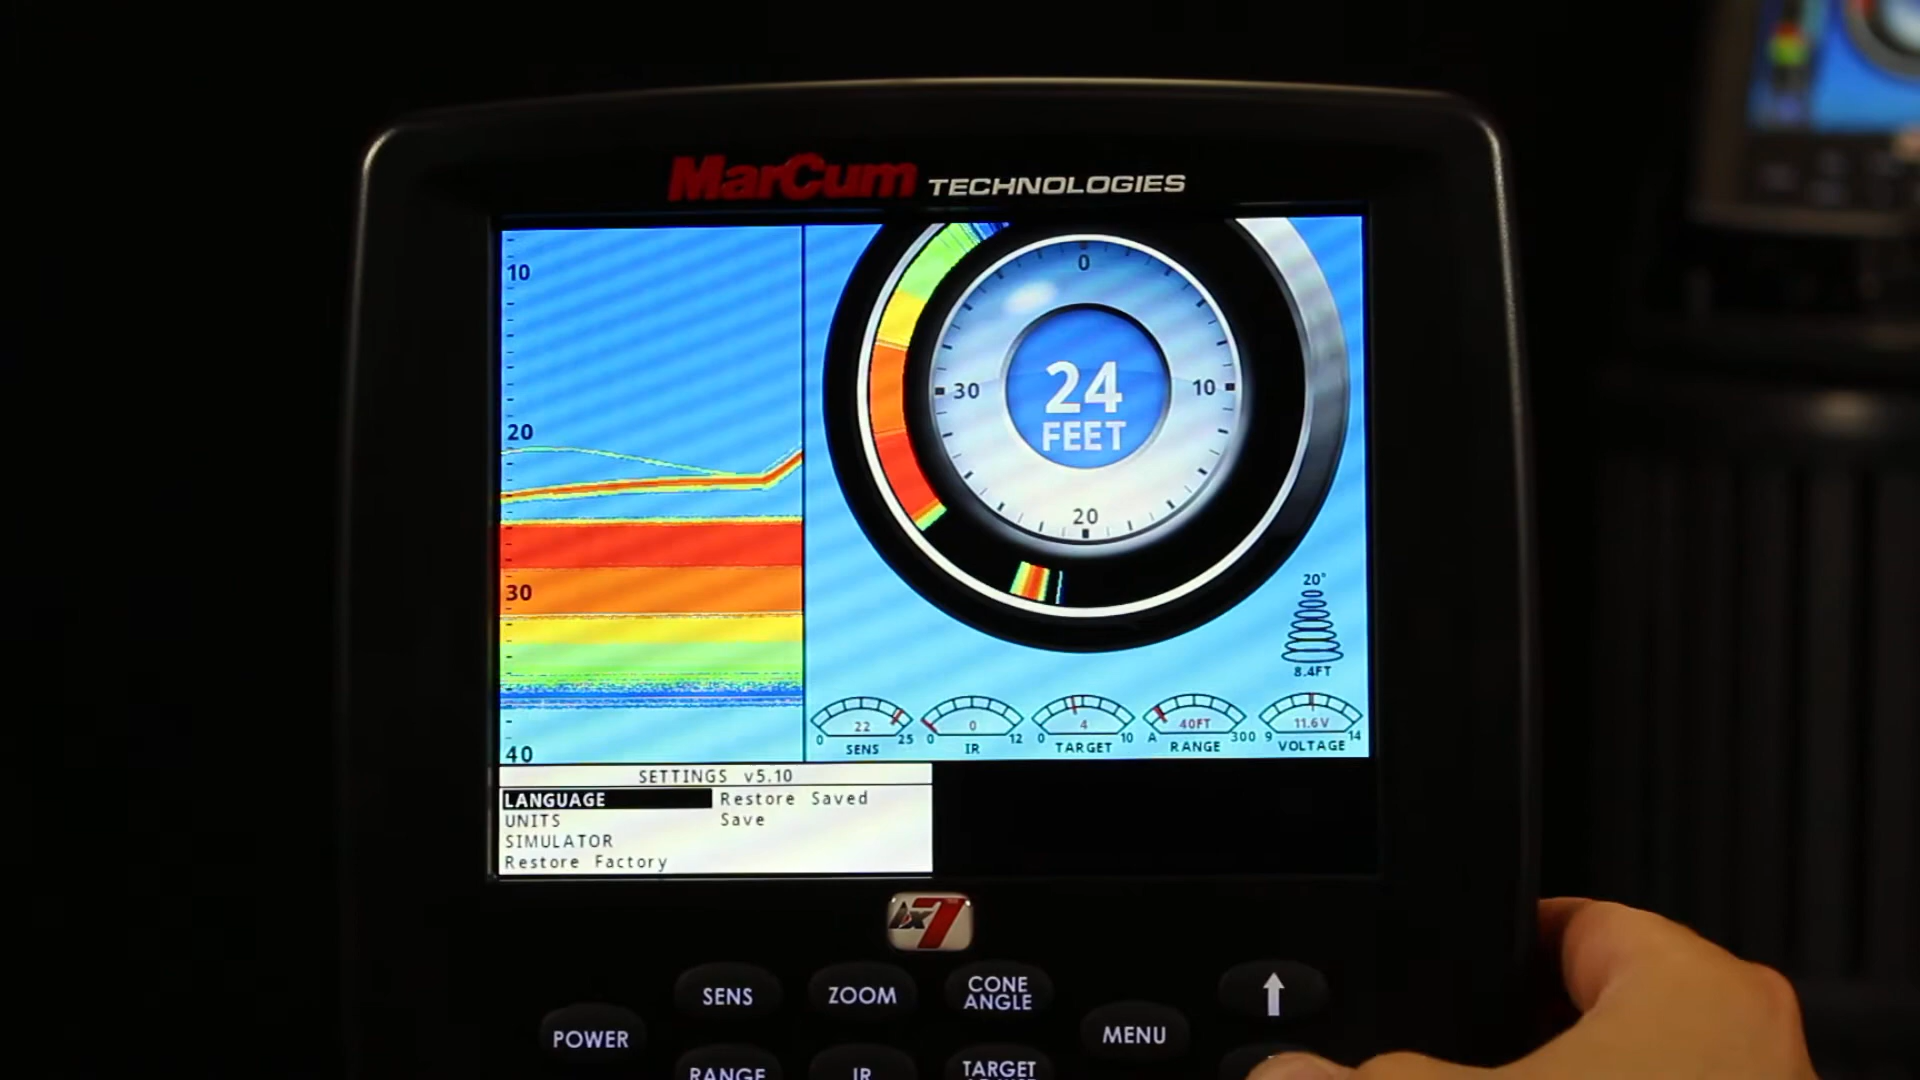 MarCum TECHNOLOGIES
10
20
30
40
0
10
20
30
24
FEET
20°
8.4FT
22
0 25
SENS
0
0 12
IR
4
0 10
TARGET
40FT
A 300
RANGE
11.6V
9 14
VOLTAGE
SETTINGS v5.10
LANGUAGE Restore Saved
UNITS Save
SIMULATOR
Restore Factory
Lx7
SENS ZOOM CONE ANGLE
POWER MENU
RANGE IR TARGET